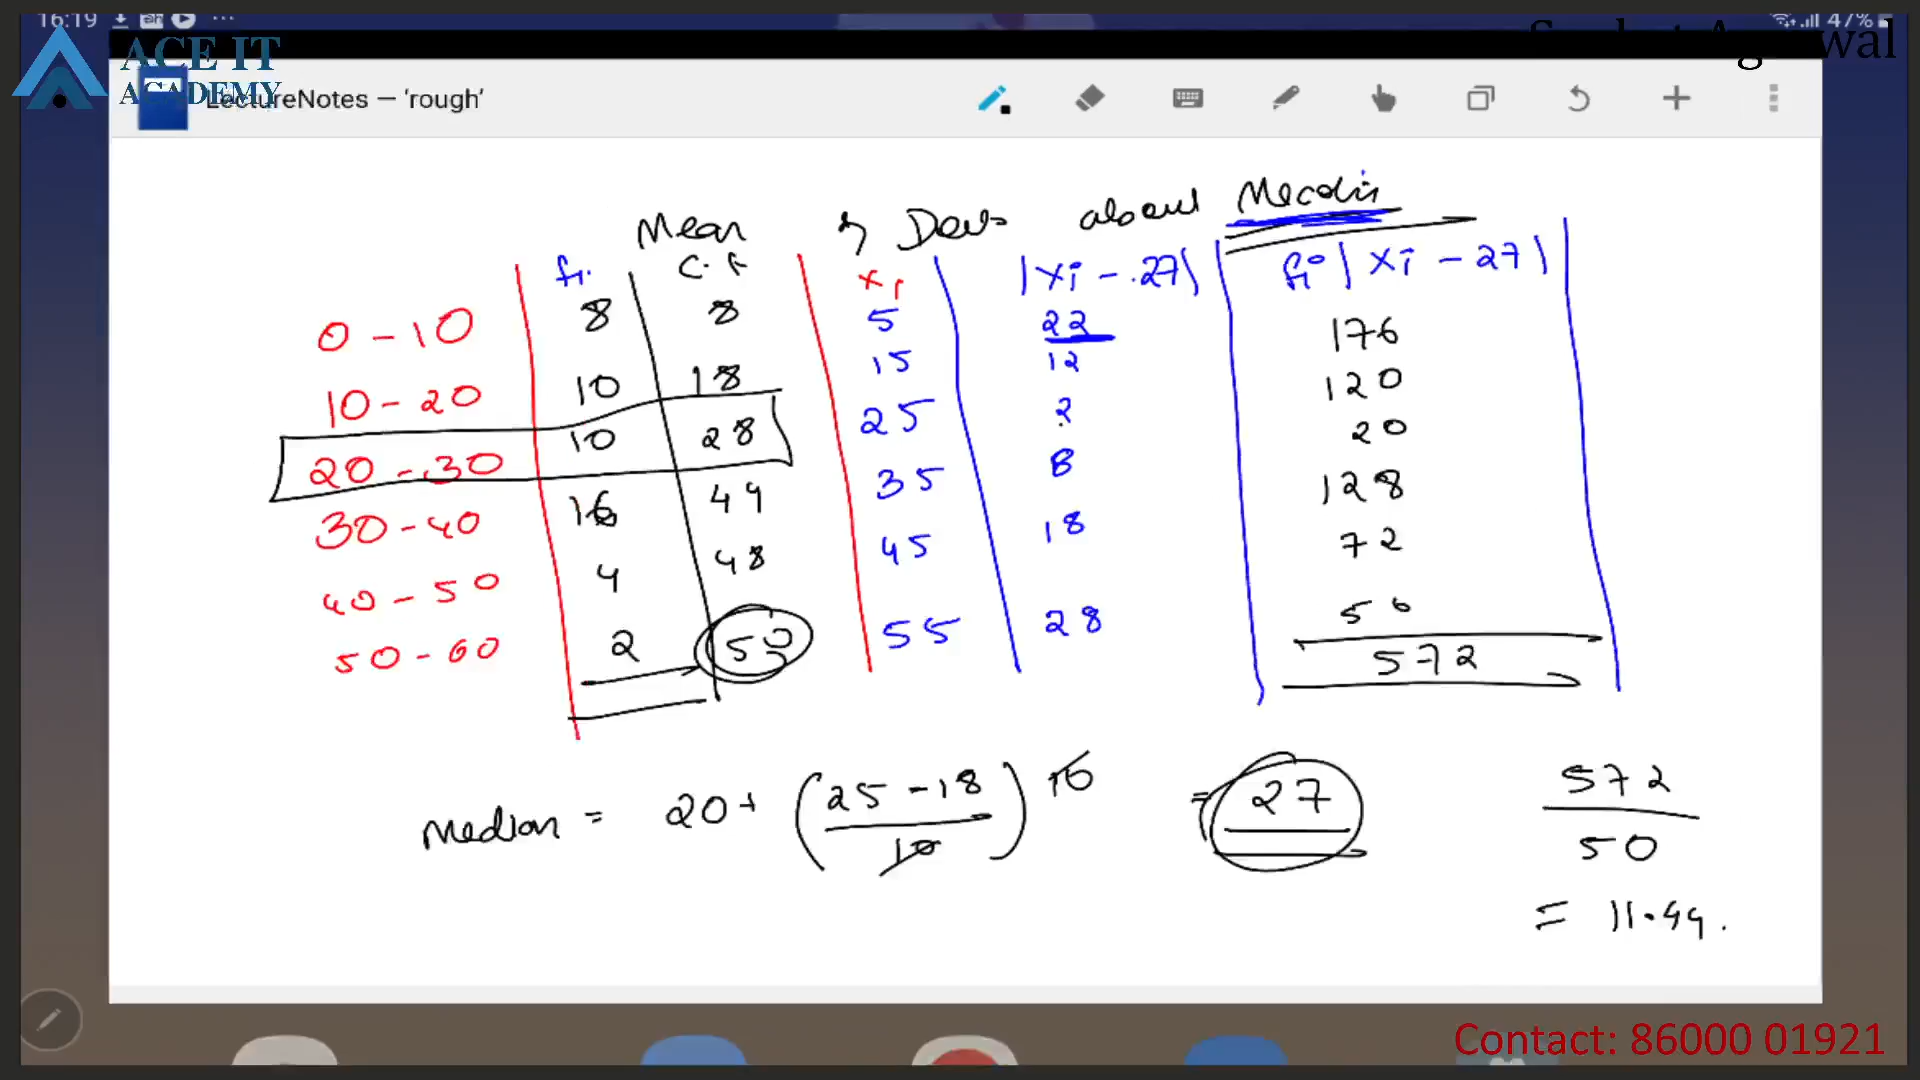 16:19
47%
ACE IT
ACADEMY
LectureNotes – 'rough'
Mean Dev about Median
fi C.F xi |xi - 27| fi |xi - 27|
0 - 10 8 8 5 22 176
10 - 20 10 18 15 12 120
20 - 30 10 28 25 2 20
30 - 40 16 44 35 8 128
40 - 50 4 48 45 18 72
50 - 60 2 50 55 28 56
572
Median = 20 + (25 - 18 / 10) 10 = 27
572
50
= 11.44.
Contact: 86000 01921